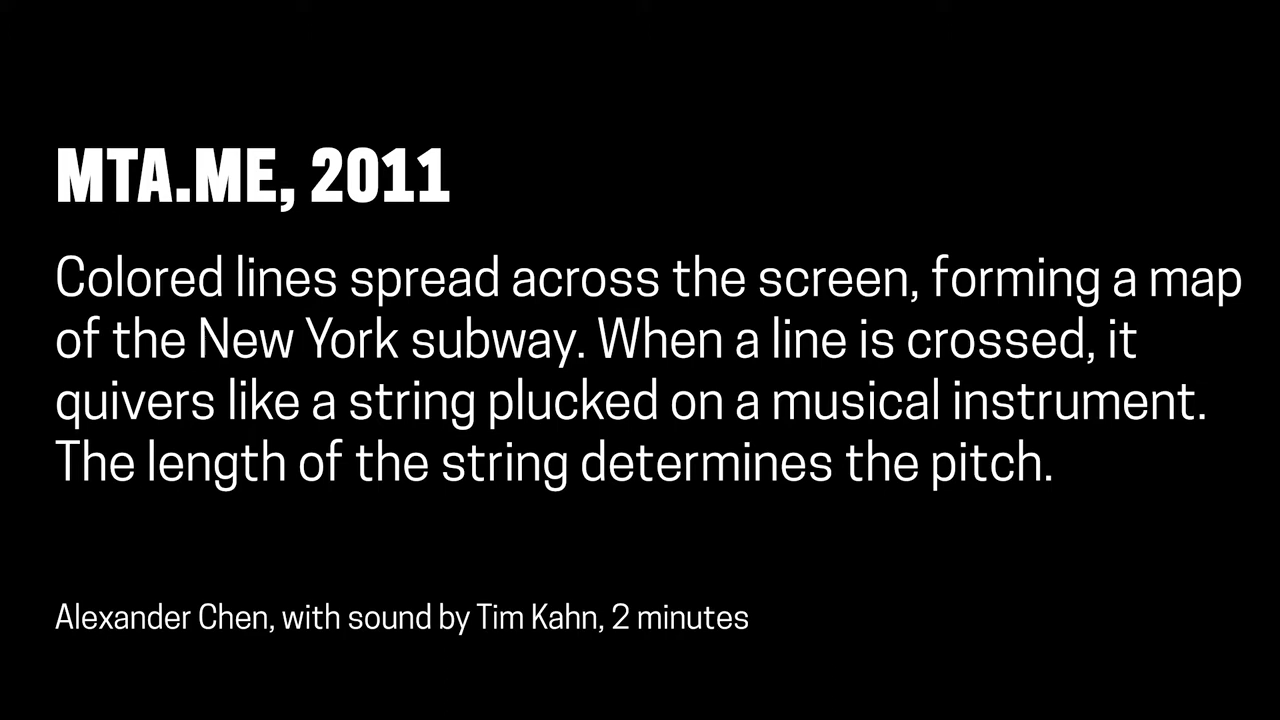 MTA.ME, 2011
Colored lines spread across the screen, forming a map
of the New York subway. When a line is crossed, it
quivers like a string plucked on a musical instrument.
The length of the string determines the pitch.
Alexander Chen, with sound by Tim Kahn, 2 minutes